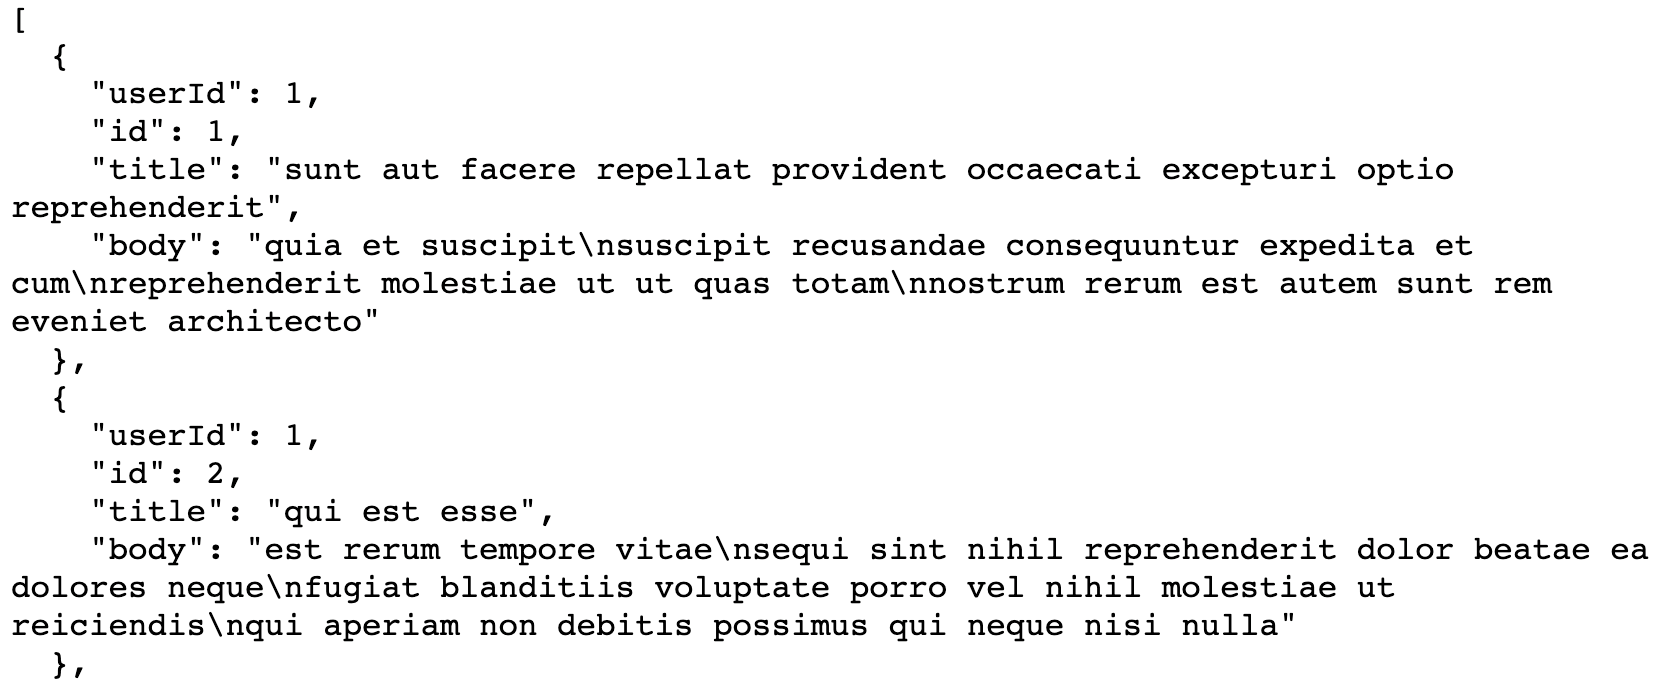 [
  {
    "userId": 1,
    "id": 1,
    "title": "sunt aut facere repellat provident occaecati excepturi optio
reprehenderit",
    "body": "quia et suscipit\nsuscipit recusandae consequuntur expedita et
cum\nreprehenderit molestiae ut ut quas totam\nnostrum rerum est autem sunt rem
eveniet architecto"
  },
  {
    "userId": 1,
    "id": 2,
    "title": "qui est esse",
    "body": "est rerum tempore vitae\nsequi sint nihil reprehenderit dolor beatae ea
dolores neque\nfugiat blanditiis voluptate porro vel nihil molestiae ut
reiciendis\nqui aperiam non debitis possimus qui neque nisi nulla"
  },